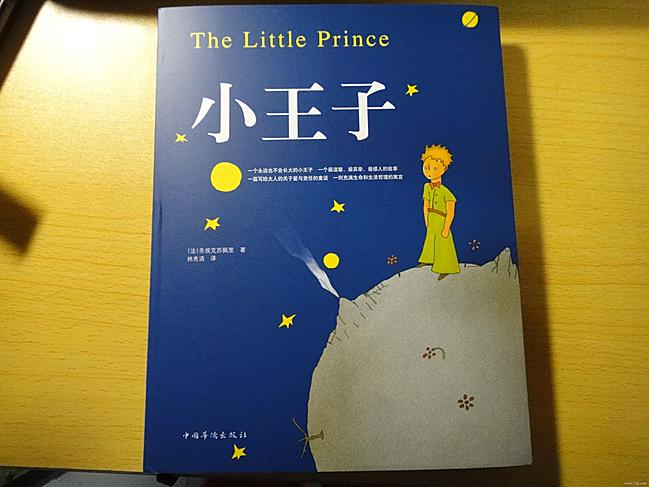 The Little Prince
小王子
一个永远也不会长大的小王子 一个最温馨、最真挚、最感人的故事
一篇写给大人的关于爱与责任的童话 一则充满生命和生活哲理的寓言
(法)圣埃克苏佩里 著
林秀清 译
中国华侨出版社